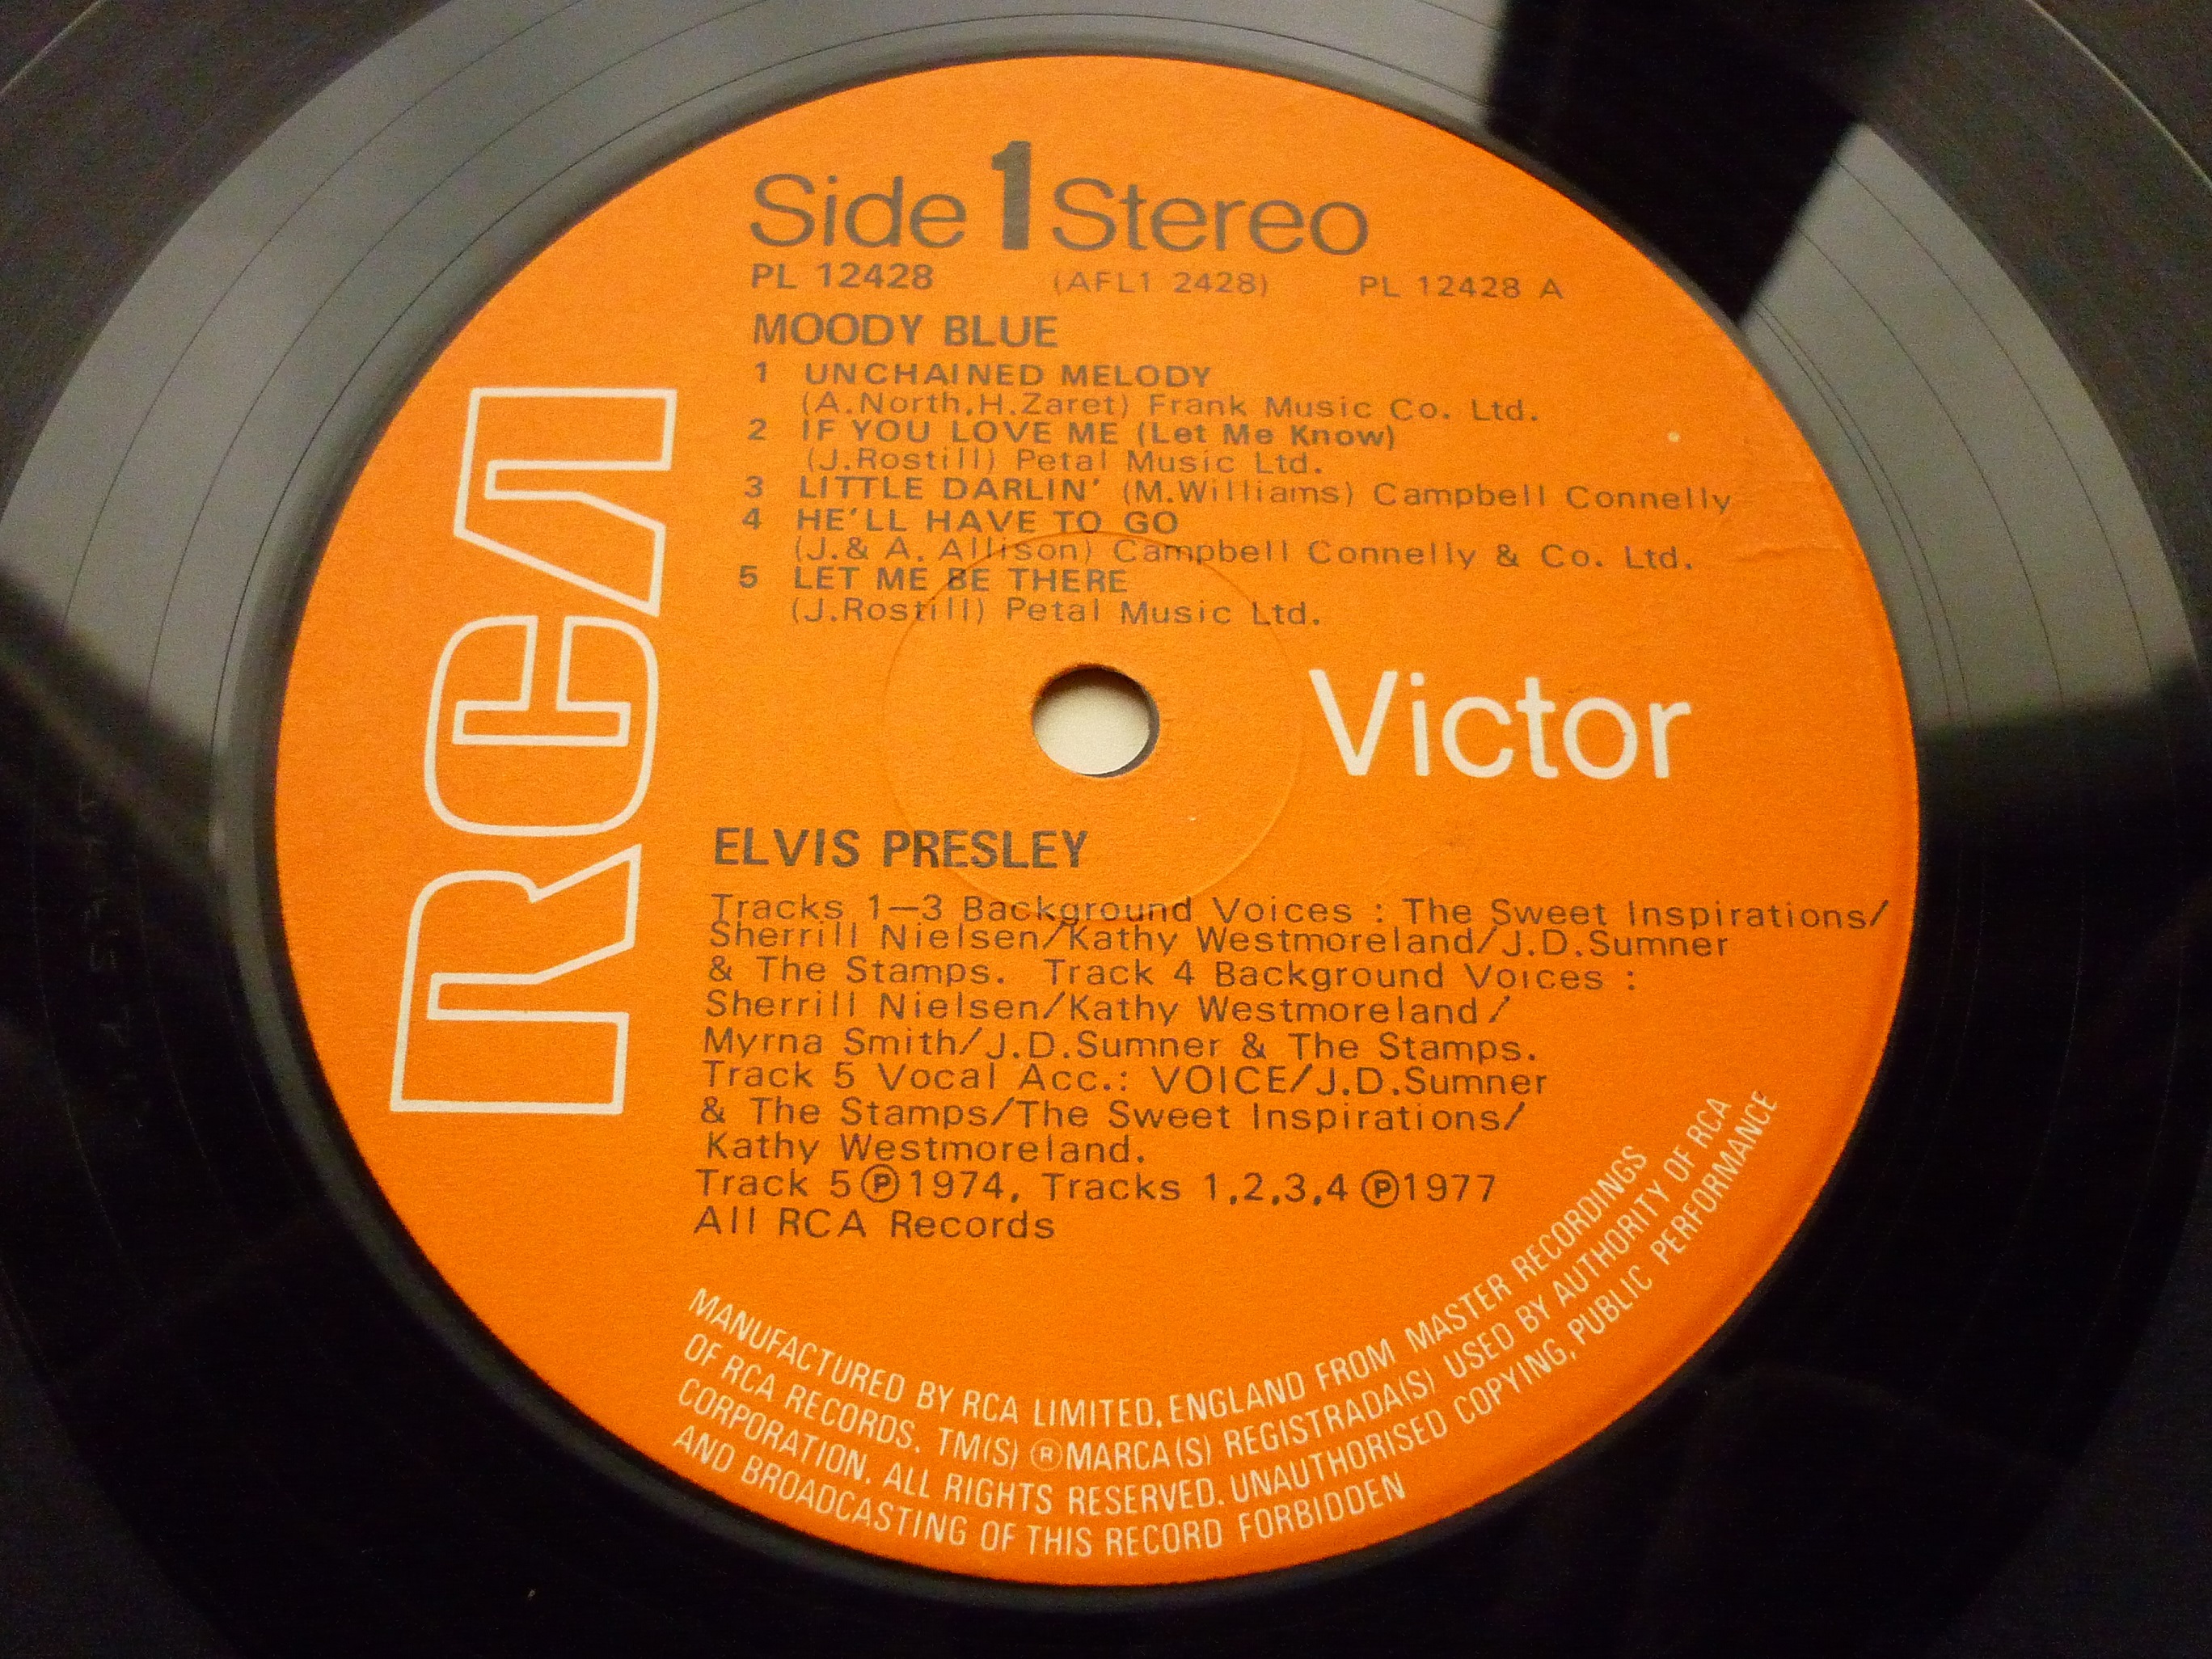 Side 1 Stereo
PL 12428 (AFL1 2428) PL 12428 A
MOODY BLUE
1 UNCHAINED MELODY
(A.North,H.Zaret) Frank Music Co. Ltd.
2 IF YOU LOVE ME (Let Me Know)
(J.Rostill) Petal Music Ltd.
3 LITTLE DARLIN' (M.Williams) Campbell Connelly
4 HE'LL HAVE TO GO
(J.& A. Allison) Campbell Connelly & Co. Ltd.
5 LET ME BE THERE
(J.Rostill) Petal Music Ltd.
RCA
Victor
ELVIS PRESLEY
Tracks 1—3 Background Voices : The Sweet Inspirations/
Sherrill Nielsen/Kathy Westmoreland/J.D.Sumner
& The Stamps. Track 4 Background Voices :
Sherrill Nielsen/Kathy Westmoreland/
Myrna Smith/J.D.Sumner & The Stamps.
Track 5 Vocal Acc.: VOICE/J.D.Sumner
& The Stamps/The Sweet Inspirations/
Kathy Westmoreland.
Track 5 ℗ 1974, Tracks 1,2,3,4 ℗ 1977
All RCA Records
MANUFACTURED BY RCA LIMITED, ENGLAND FROM MASTER RECORDINGS
OF RCA RECORDS. TM(S) ® MARCA(S) REGISTRADA(S) USED BY AUTHORITY OF RCA
CORPORATION. ALL RIGHTS RESERVED. UNAUTHORISED COPYING, PUBLIC PERFORMANCE
AND BROADCASTING OF THIS RECORD FORBIDDEN